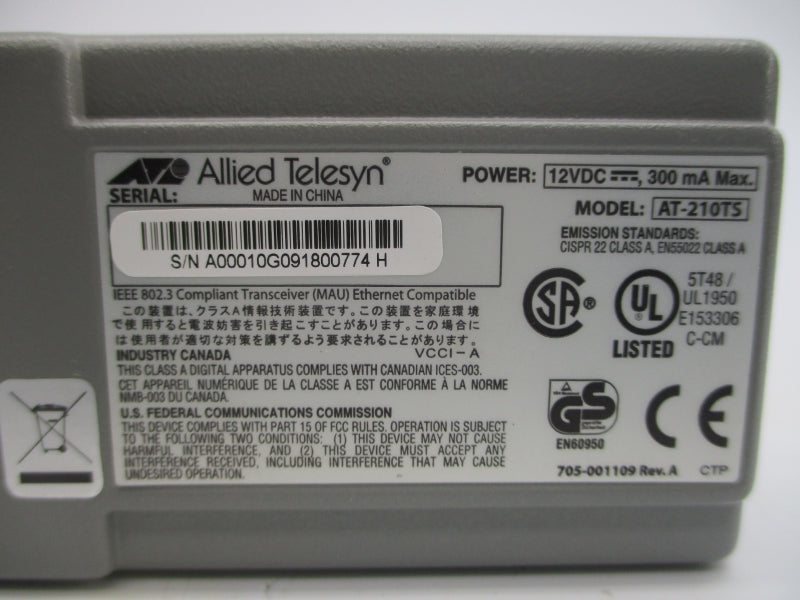 Allied Telesyn®
POWER: 12VDC, 300 mA Max.
SERIAL:
MADE IN CHINA
MODEL: AT-210TS
S/N A00010G091800774 H
EMISSION STANDARDS:
CISPR 22 CLASS A, EN55022 CLASS A
IEEE 802.3 Compliant Transceiver (MAU) Ethernet Compatible
この装置は、クラスA情報技術装置です。この装置を家庭環境
で使用すると電波妨害を引き起こすことがあります。この場合に
は使用者が適切な対策を講ずるよう要求されることがあります。
VCCI-A
INDUSTRY CANADA
THIS CLASS A DIGITAL APPARATUS COMPLIES WITH CANADIAN ICES-003.
CET APPAREIL NUMÉRIQUE DE LA CLASSE A EST CONFORME À LA NORME
NMB-003 DU CANADA.
U.S. FEDERAL COMMUNICATIONS COMMISSION
THIS DEVICE COMPLIES WITH PART 15 OF FCC RULES. OPERATION IS SUBJECT
TO THE FOLLOWING TWO CONDITIONS: (1) THIS DEVICE MAY NOT CAUSE
HARMFUL INTERFERENCE, AND (2) THIS DEVICE MUST ACCEPT ANY
INTERFERENCE RECEIVED, INCLUDING INTERFERENCE THAT MAY CAUSE
UNDESIRED OPERATION.
SA®
UL®
LISTED
5T48 /
UL1950
E153306
C-CM
GS
EN60950
CE
705-001109 Rev. A
CTP